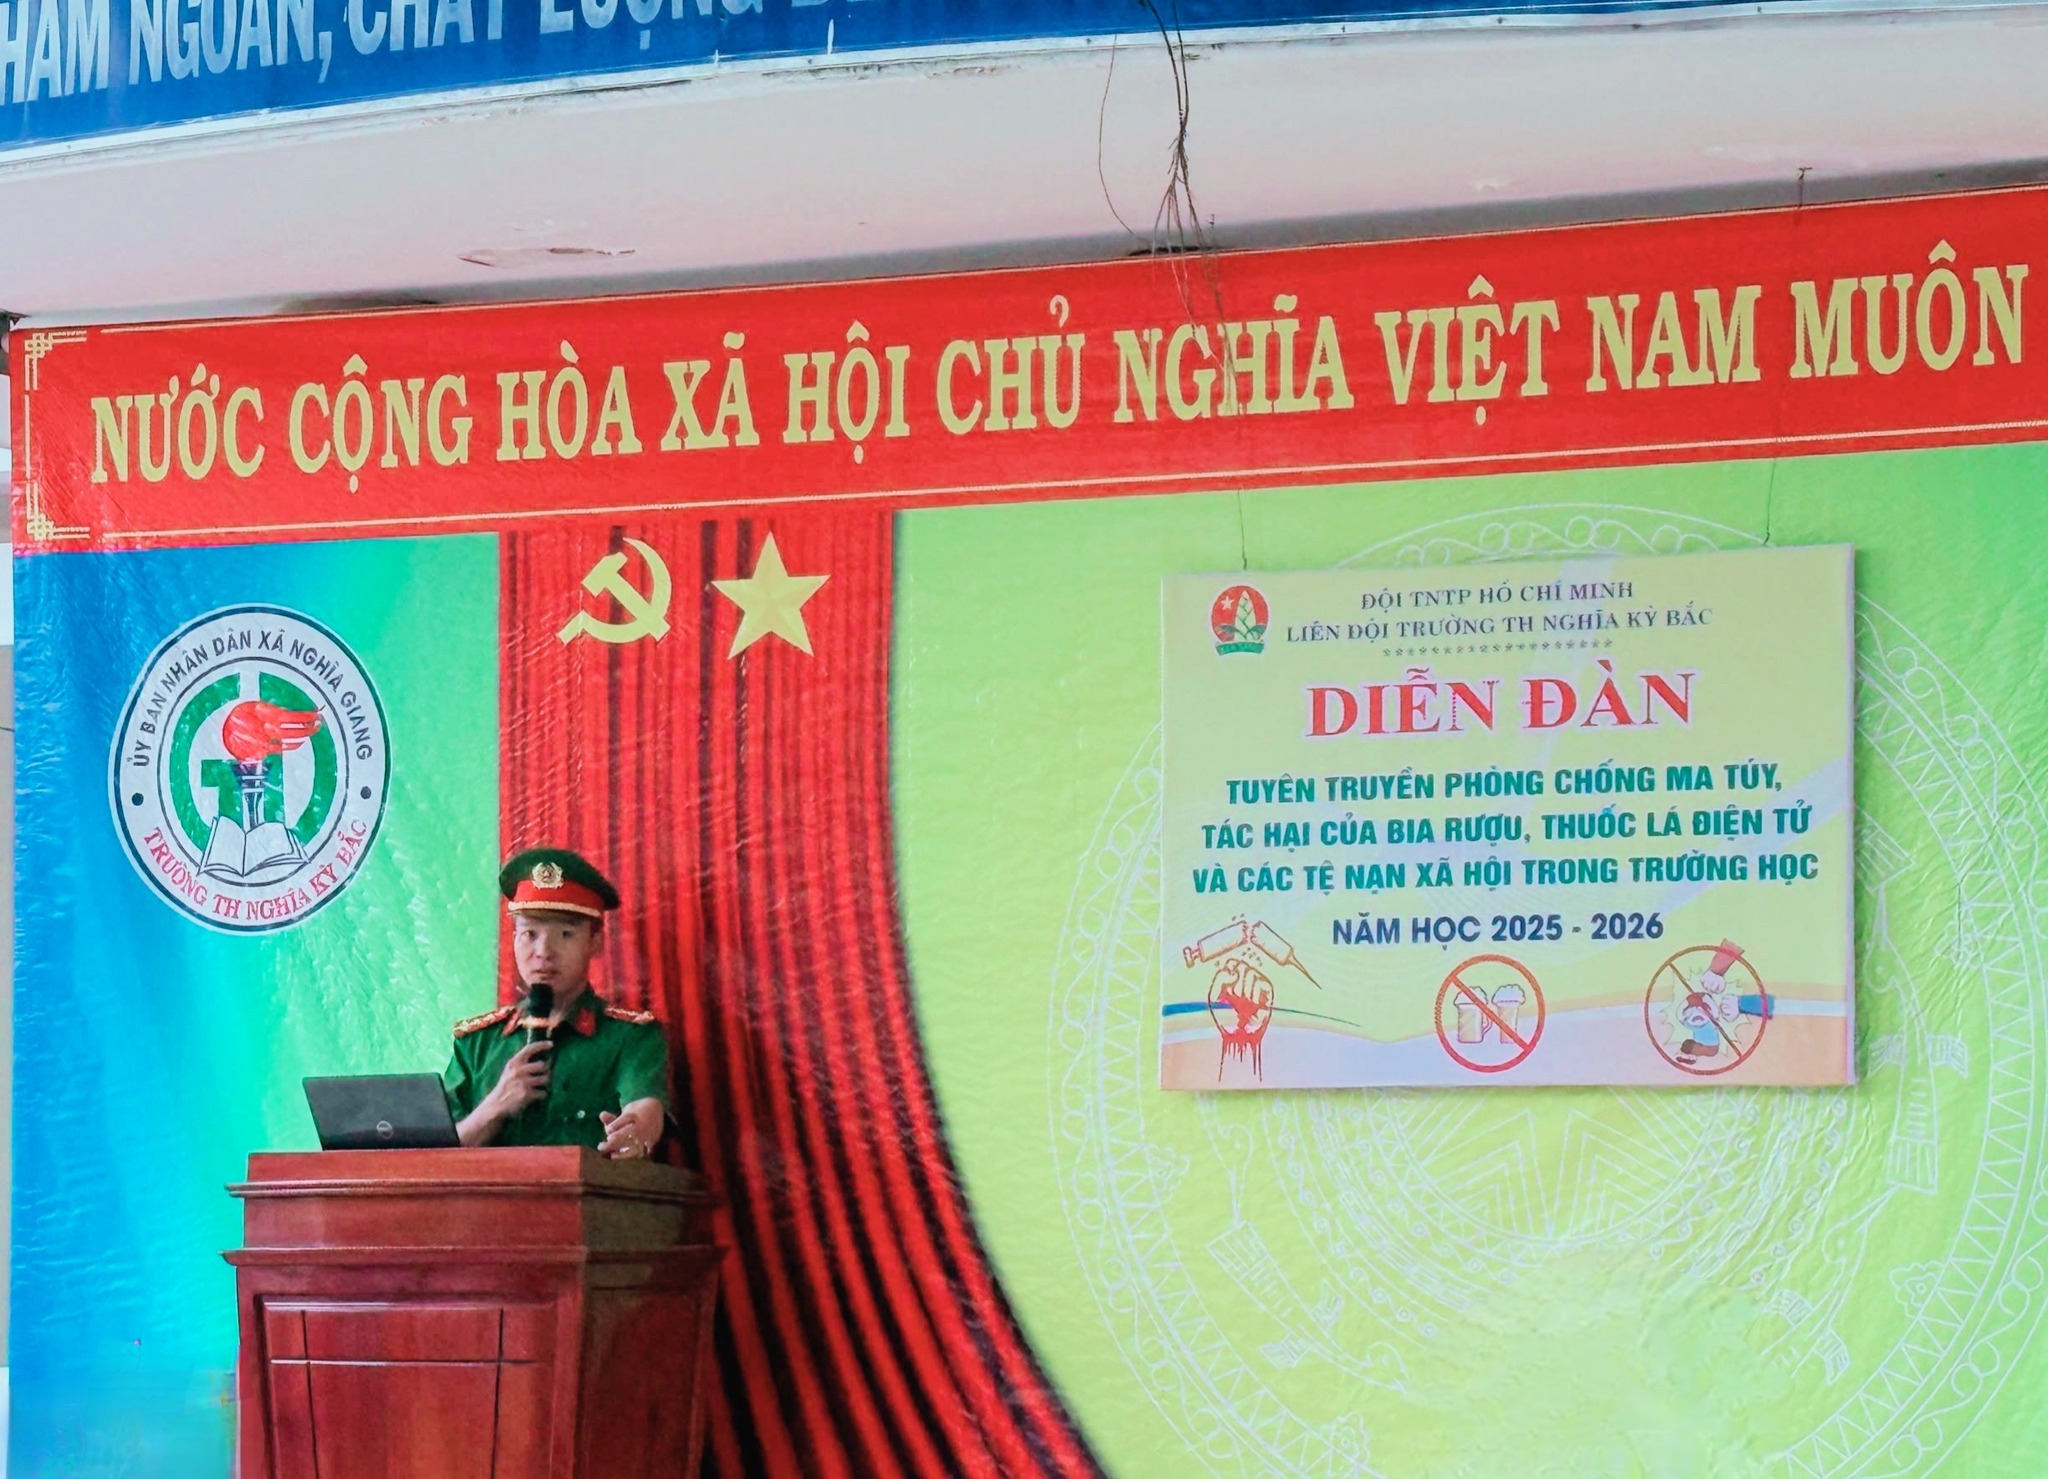 NGOAN, CHẤT LƯỢNG
NƯỚC CỘNG HÒA XÃ HỘI CHỦ NGHĨA VIỆT NAM MUÔN
ỦY BAN NHÂN DÂN XÃ NGHĨA GIANG
TRƯỜNG TH NGHĨA KỲ BẮC
ĐỘI TNTP HỒ CHÍ MINH
LIÊN ĐỘI TRƯỜNG TH NGHĨA KỲ BẮC
DIỄN ĐÀN
TUYÊN TRUYỀN PHÒNG CHỐNG MA TÚY,
TÁC HẠI CỦA BIA RƯỢU, THUỐC LÁ ĐIỆN TỬ
VÀ CÁC TỆ NẠN XÃ HỘI TRONG TRƯỜNG HỌC
NĂM HỌC 2025 - 2026